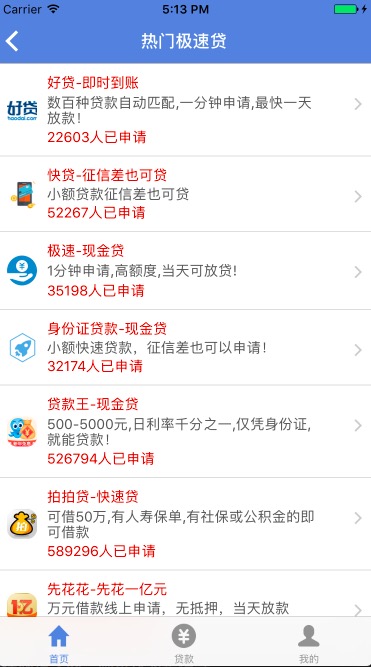 Carrier
5:13 PM
热门极速贷
好贷-即时到账
好贷
haodai.com
数百种贷款自动匹配,一分钟申请,最快一天
放款!
22603人已申请
快贷-征信差也可贷
小额贷款征信差也可贷
52267人已申请
极速-现金贷
1分钟申请,高额度,当天可放贷!
35198人已申请
身份证贷款-现金贷
小额快速贷款，征信差也可以申请！
32174人已申请
贷款王-现金贷
500-5000元,日利率千分之一,仅凭身份证,
就能贷款！
526794人已申请
拍拍贷-快速贷
拍
可借50万,有人寿保单,有社保或公积金的即
可借款
589296人已申请
先花花-先花一亿元
1亿
万元借款线上申请，无抵押，当天放款
首页
贷款
我的